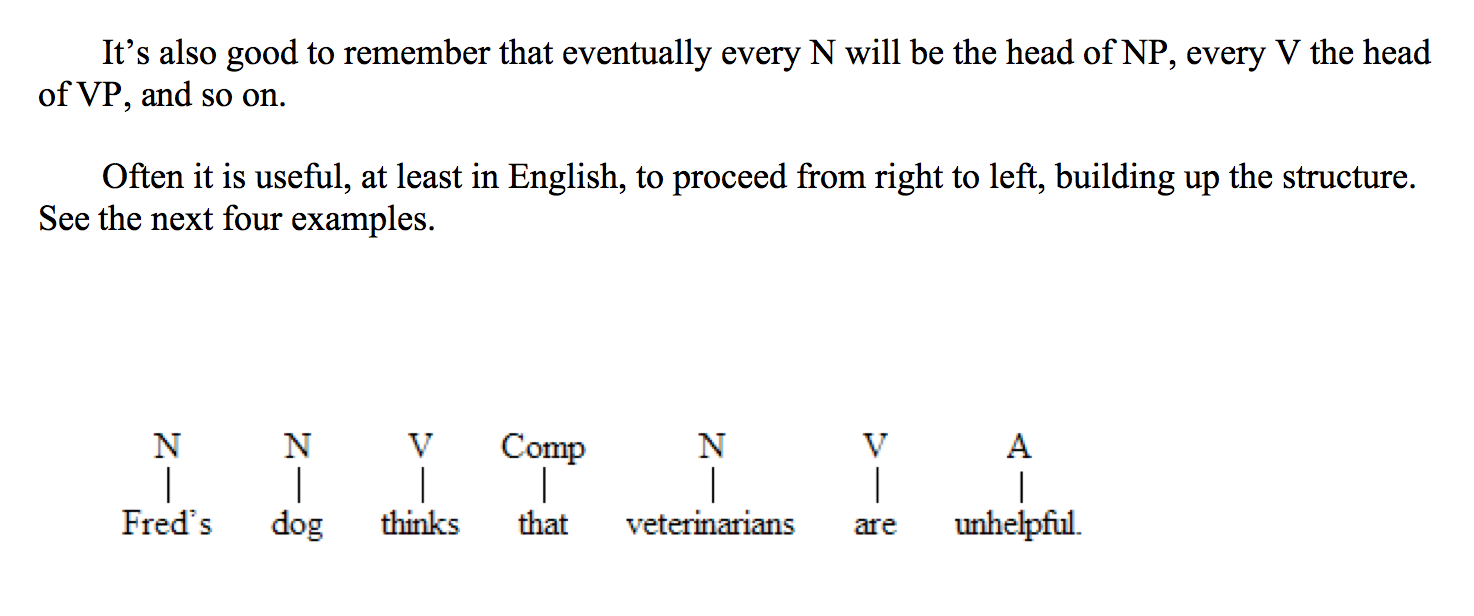 It’s also good to remember that eventually every N will be the head of NP, every V the head
of VP, and so on.
Often it is useful, at least in English, to proceed from right to left, building up the structure.
See the next four examples.
N N V Comp N V A
Fred’s dog thinks that veterinarians are unhelpful.